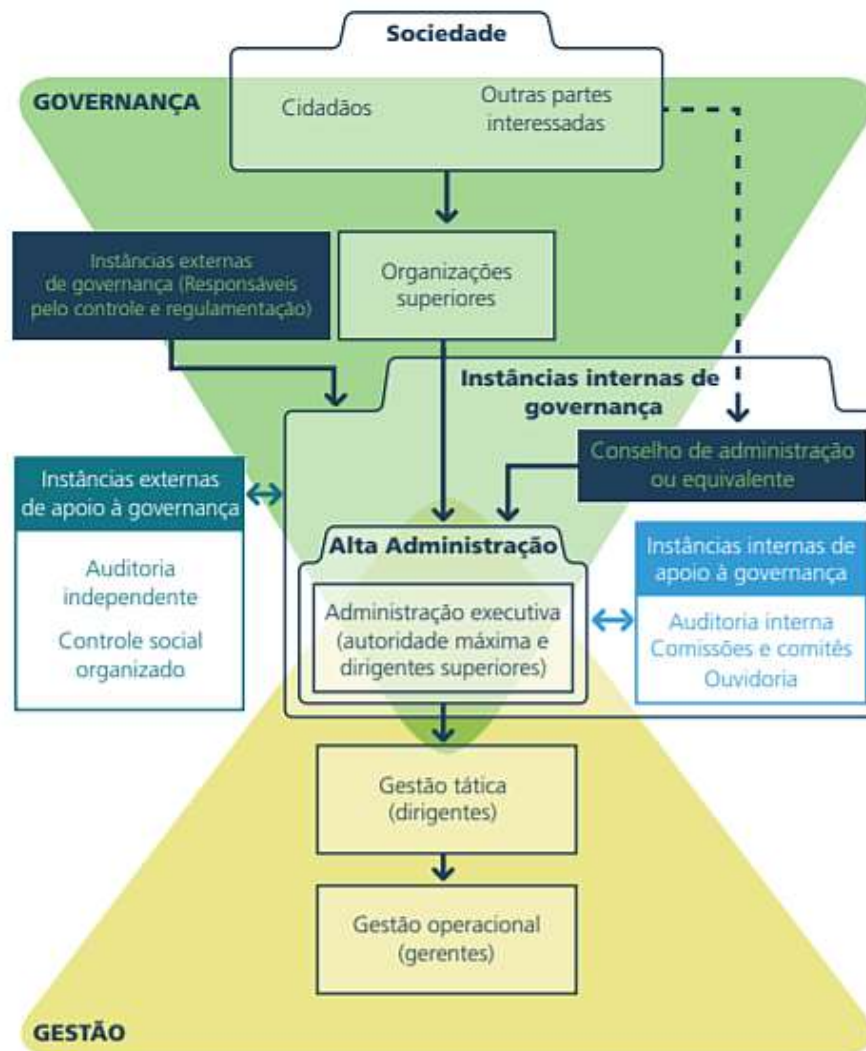 Sociedade
GOVERNANÇA
Cidadãos
Outras partes
interessadas
Instâncias externas
de governança (Responsáveis
pelo controle e regulamentação)
Organizações
superiores
Instâncias internas de
governança
Conselho de administração
ou equivalente
Instâncias externas
de apoio à governança
Auditoria
independente
Controle social
organizado
Alta Administração
Administração executiva
(autoridade máxima e
dirigentes superiores)
Instâncias internas de
apoio à governança
Auditoria interna
Comissões e comitês
Ouvidoria
Gestão tática
(dirigentes)
Gestão operacional
(gerentes)
GESTÃO